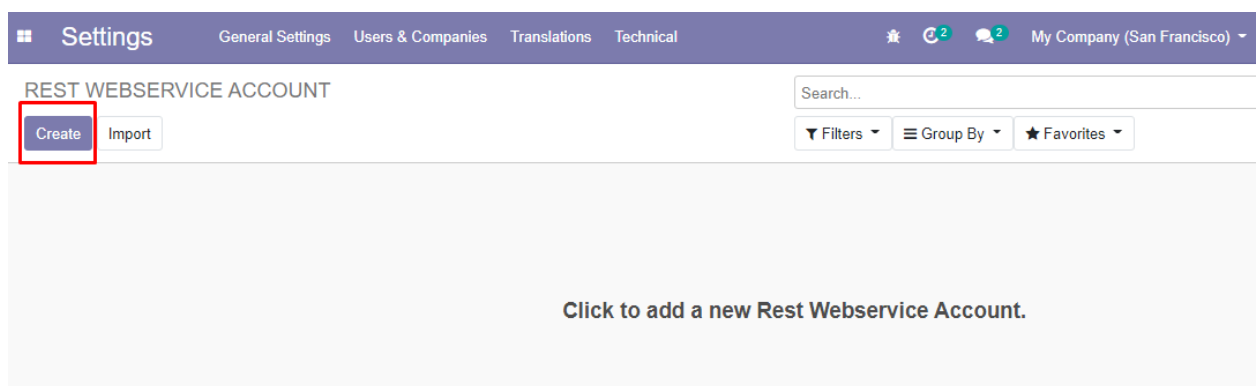 Settings General Settings Users & Companies Translations Technical 2 2 My Company (San Francisco)
REST WEBSERVICE ACCOUNT
Search...
Create Import Filters Group By Favorites
Click to add a new Rest Webservice Account.